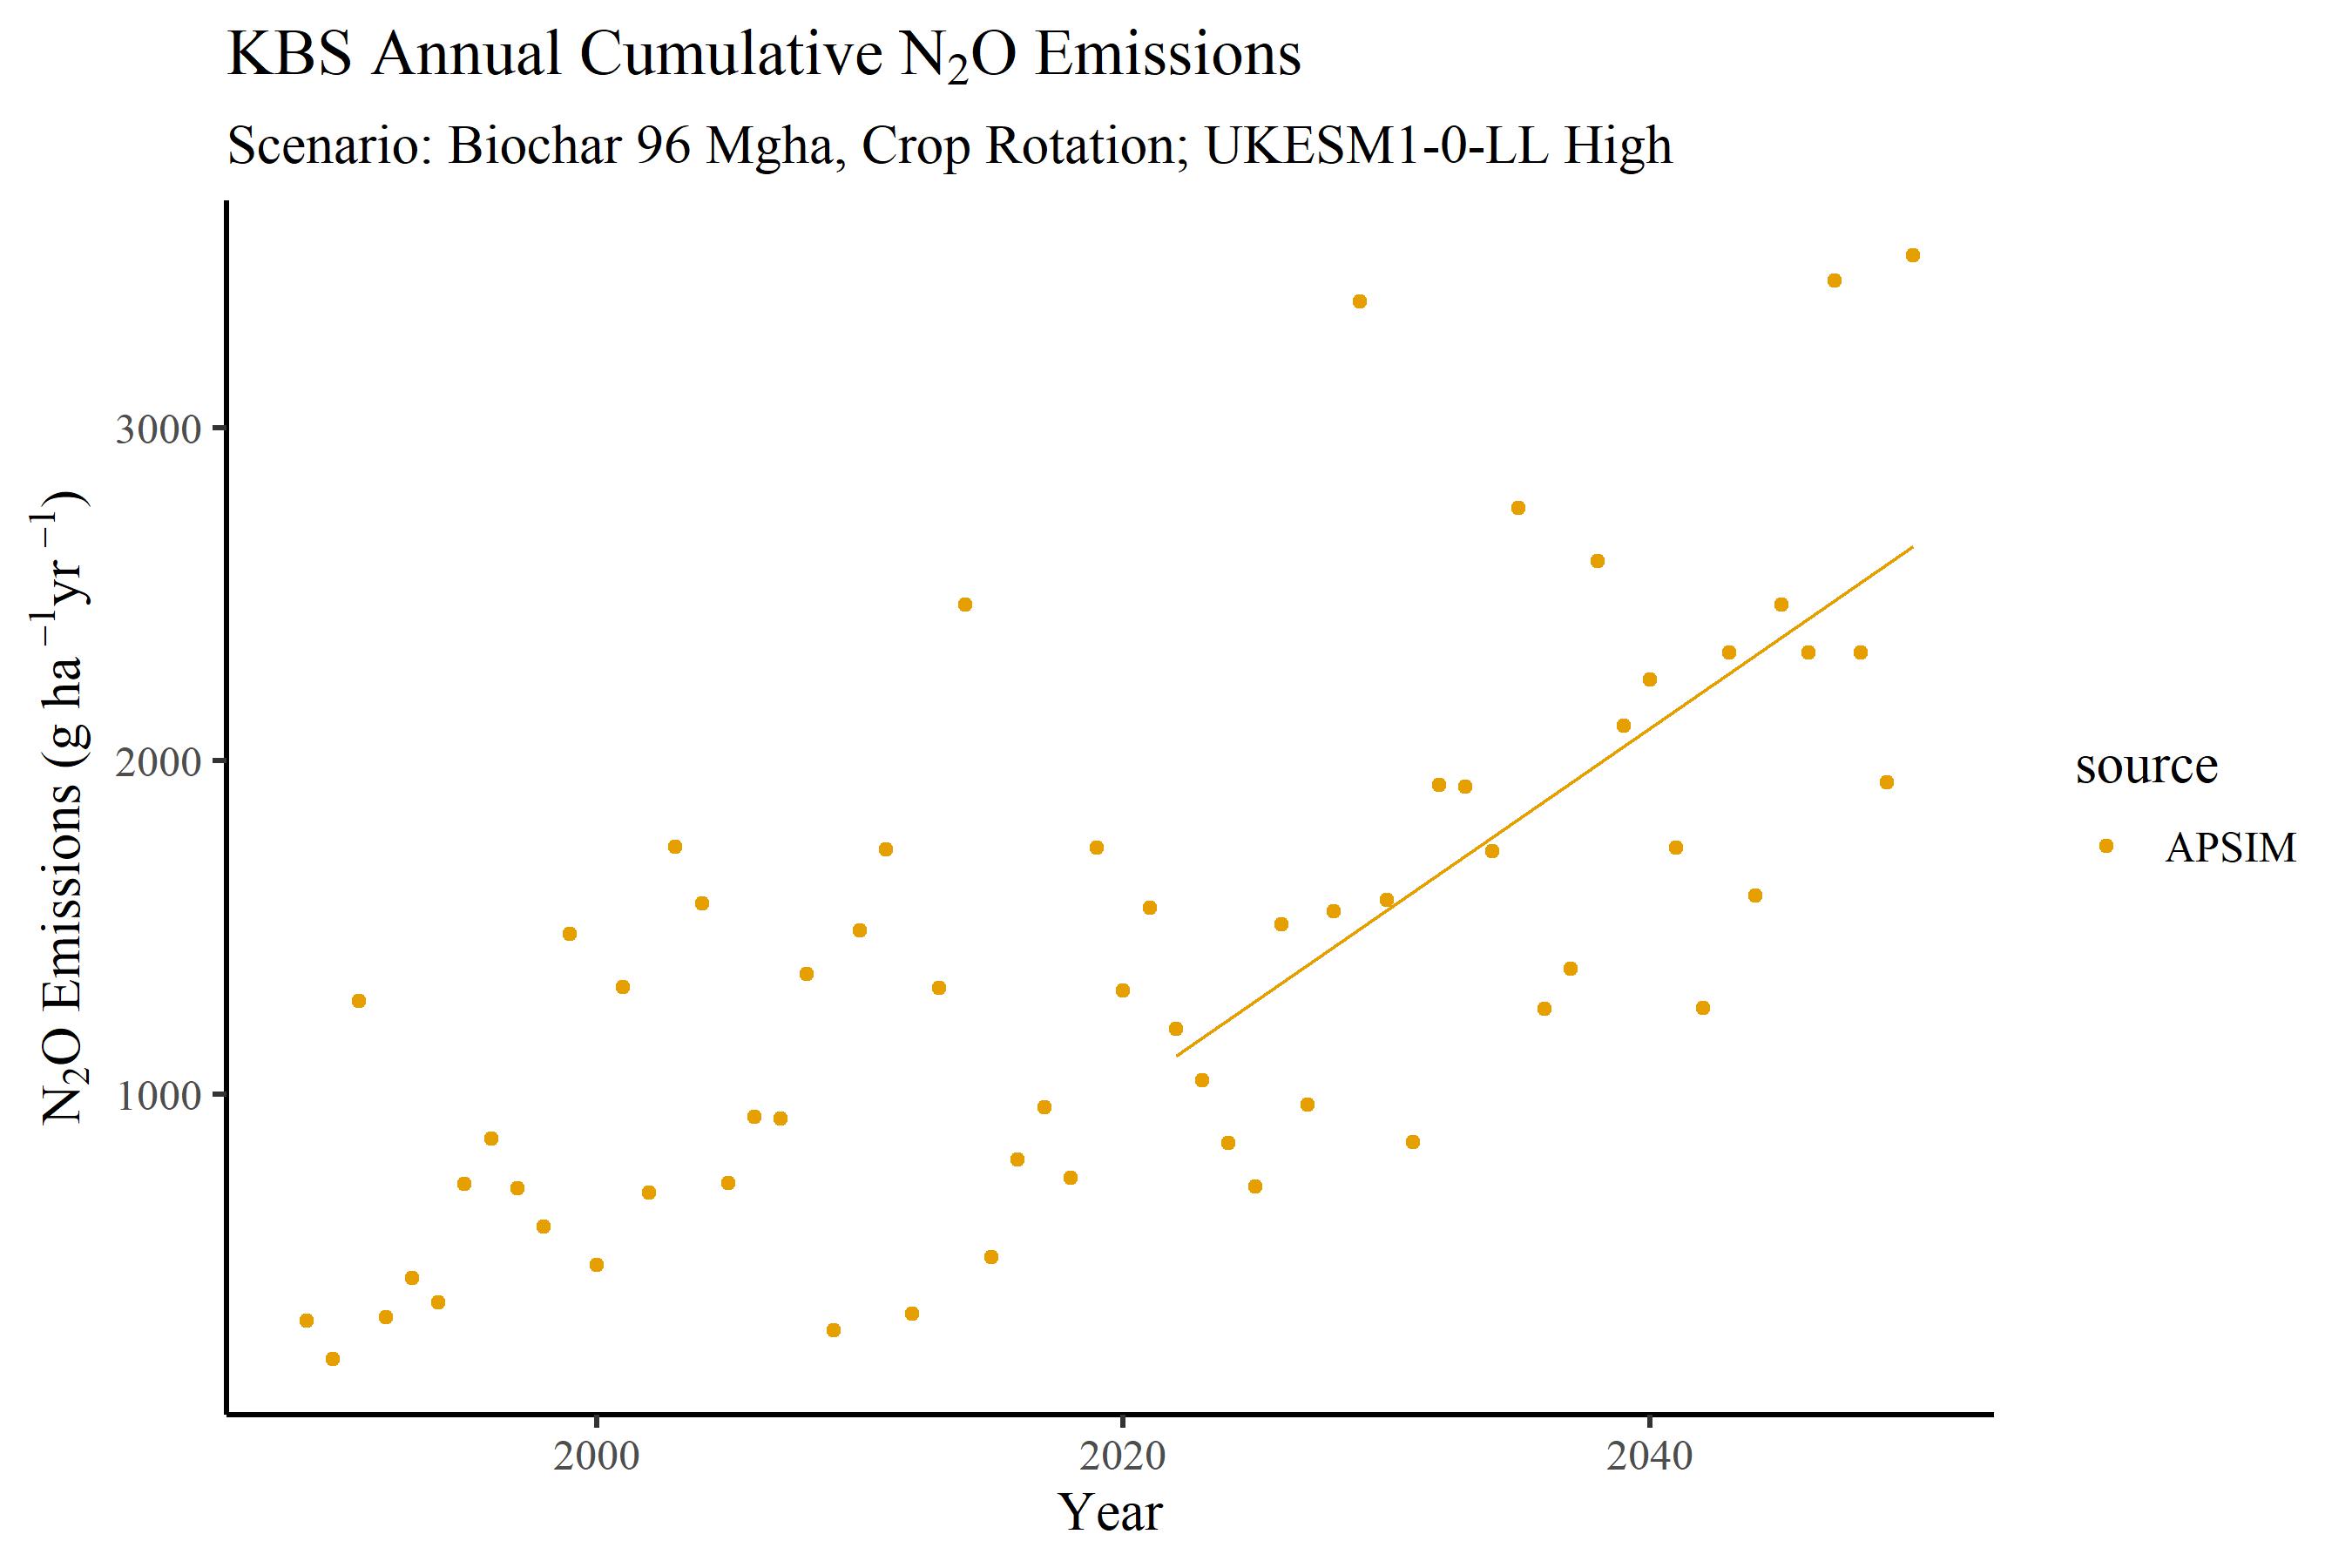 KBS Annual Cumulative N₂O Emissions
Scenario: Biochar 96 Mgha, Crop Rotation; UKESM1-0-LL High
N₂O Emissions (g ha ⁻¹yr ⁻¹)
3000
2000
1000
2000
2020
2040
Year
source
APSIM